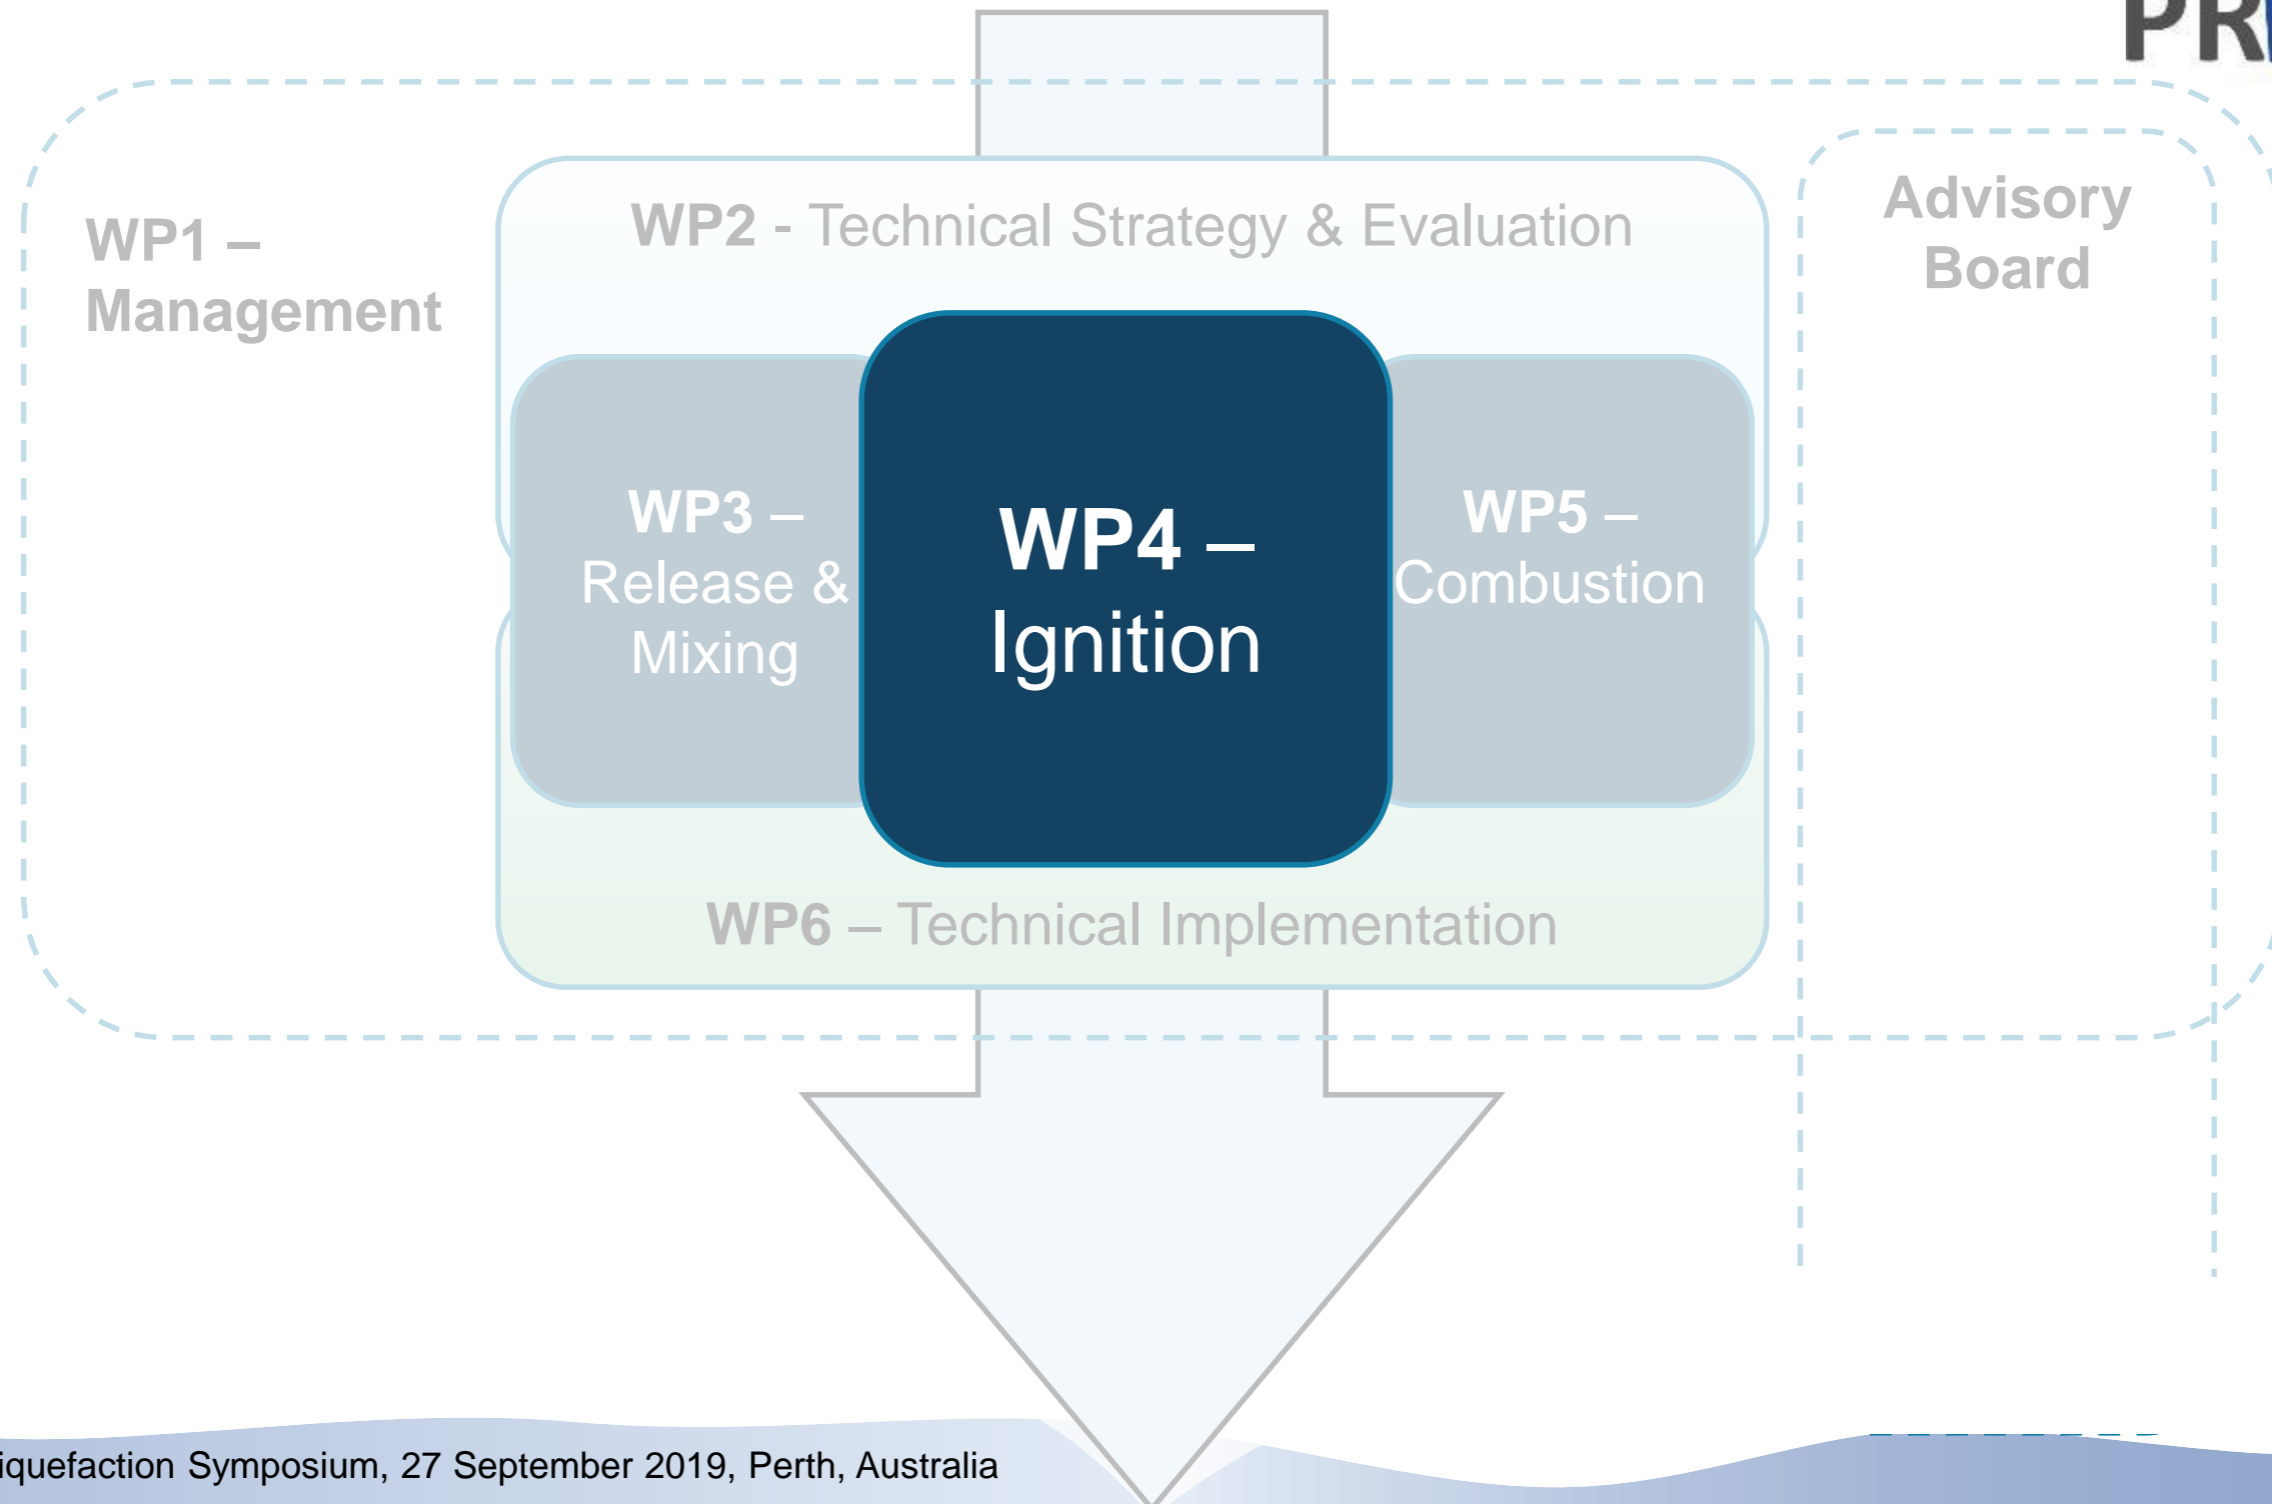 WP1 –
Management
WP2 - Technical Strategy & Evaluation
Advisory
Board
WP3 –
Release &
Mixing
WP4 –
Ignition
WP5 –
Combustion
WP6 – Technical Implementation
iquefaction Symposium, 27 September 2019, Perth, Australia